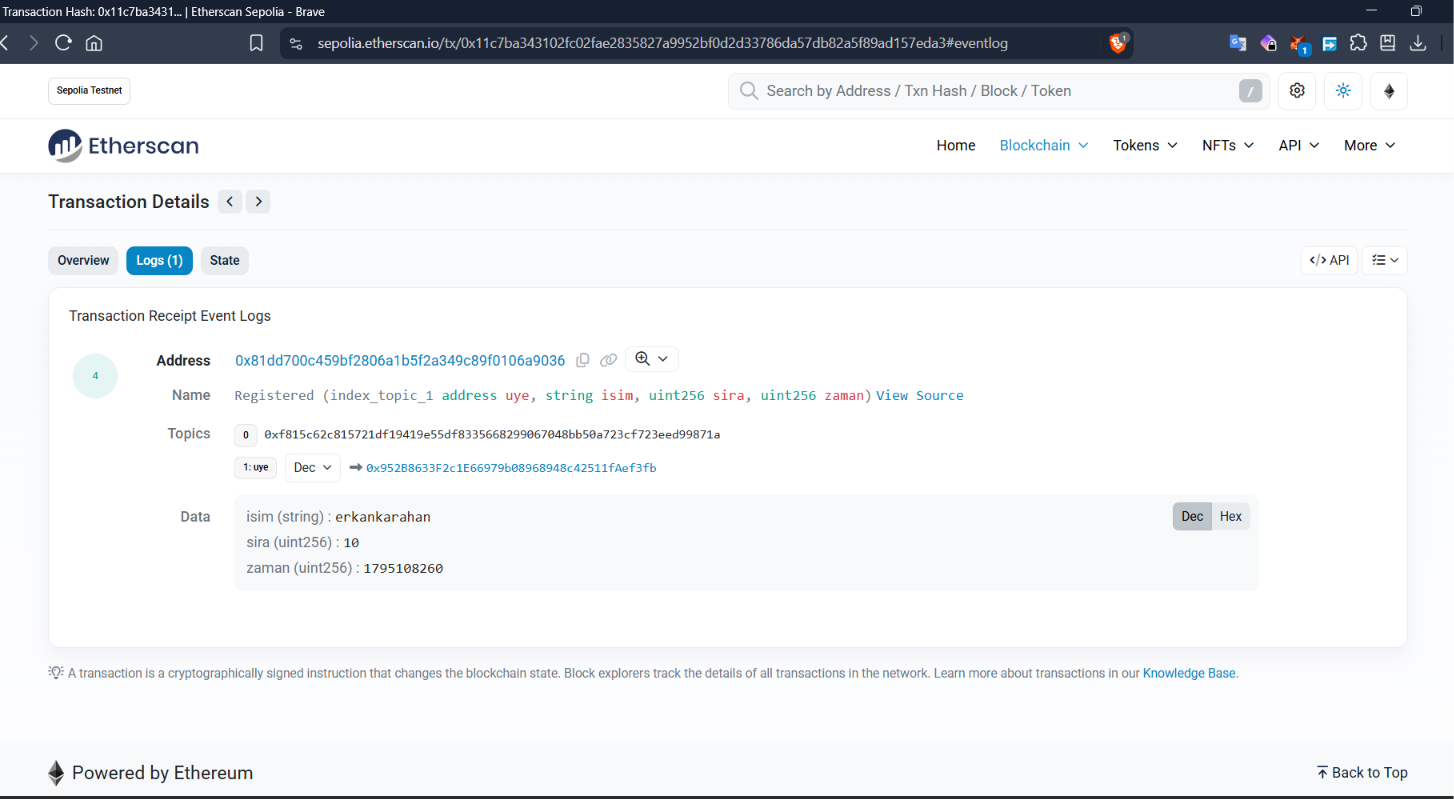 Transaction Hash: 0x11c7ba3431... | Etherscan Sepolia - Brave
sepolia.etherscan.io/tx/0x11c7ba343102fc02fae2835827a9952bf0d2d33786da57db82a5f89ad157eda3#eventlog
1
1
Sepolia Testnet
Search by Address / Txn Hash / Block / Token
/
Etherscan
Home Blockchain Tokens NFTs API More
Transaction Details
Overview Logs (1) State
</> API
Transaction Receipt Event Logs
4
Address 0x81dd700c459bf2806a1b5f2a349c89f0106a9036
Name Registered (index_topic_1 address uye, string isim, uint256 sira, uint256 zaman) View Source
Topics 0 0xf815c62c815721df19419e55df8335668299067048bb50a723cf723eed99871a
1: uye Dec 0x952B8633F2c1E66979b08968948c42511fAef3fb
Data isim (string) : erkankarahan
Dec Hex
sira (uint256) : 10
zaman (uint256) : 1795108260
A transaction is a cryptographically signed instruction that changes the blockchain state. Block explorers track the details of all transactions in the network. Learn more about transactions in our Knowledge Base.
Powered by Ethereum
Back to Top